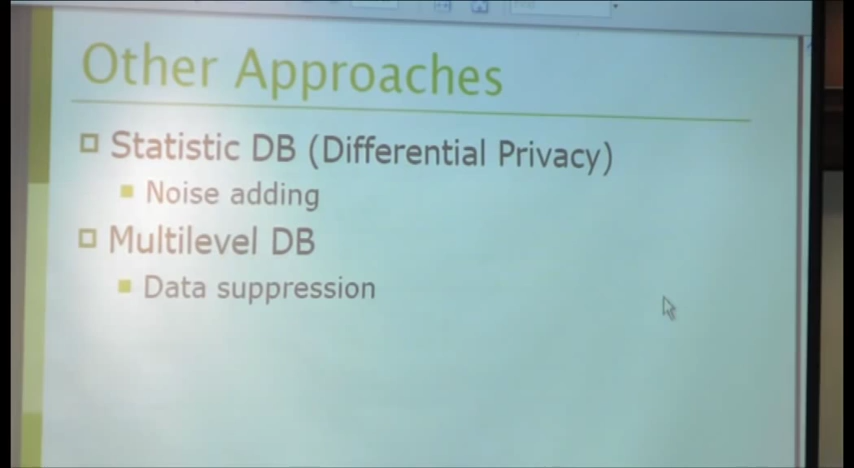 Other Approaches
Statistic DB (Differential Privacy)
Noise adding
Multilevel DB
Data suppression